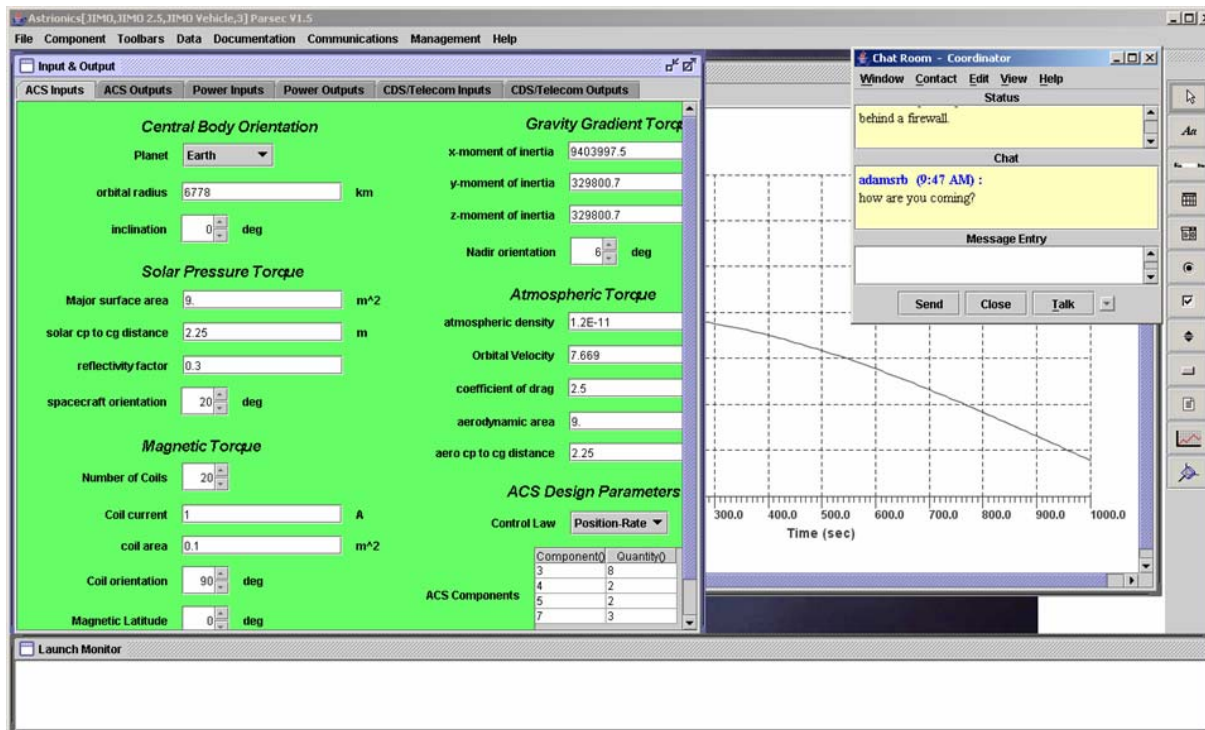 Astrionics[JIMO,JIMO 2.5,JIMO Vehicle,3] Parsec V1.5
File Component Toolbars Data Documentation Communications Management Help
Input & Output
ACS Inputs ACS Outputs Power Inputs Power Outputs CDS/Telecom Inputs CDS/Telecom Outputs
Central Body Orientation
Planet Earth
orbital radius 6778 km
inclination 0 deg
Solar Pressure Torque
Major surface area 9. m^2
solar cp to cg distance 2.25 m
reflectivity factor 0.3
spacecraft orientation 20 deg
Magnetic Torque
Number of Coils 20
Coil current 1 A
coil area 0.1 m^2
Coil orientation 90 deg
Magnetic Latitude 0 deg
Gravity Gradient Torq
x-moment of inertia 9403997.5
y-moment of inertia 329800.7
z-moment of inertia 329800.7
Nadir orientation 6 deg
Atmospheric Torque
atmospheric density 1.2E-11
Orbital Velocity 7.669
coefficient of drag 2.5
aerodynamic area 9.
aero cp to cg distance 2.25
ACS Design Parameters
Control Law Position-Rate
Component() Quantity()
3 8
4 2
ACS Components
5 2
7 3
Chat Room - Coordinator
Window Contact Edit View Help
Status
behind a firewall.
Chat
adamsrb (9:47 AM) :
how are you coming?
Message Entry
Send Close Talk
Aa
300.0 400.0 500.0 600.0 700.0 800.0 900.0 1000.0
Time (sec)
Launch Monitor